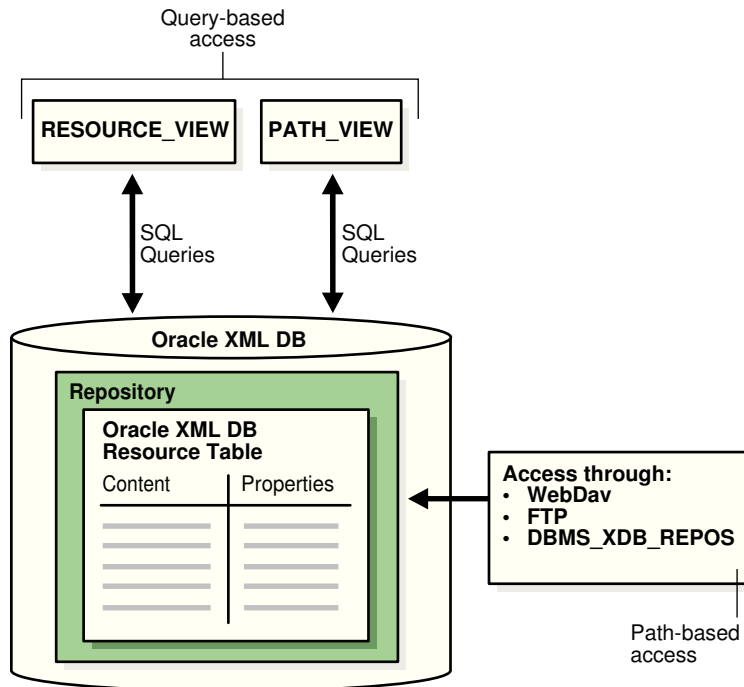 Query-based
access
RESOURCE_VIEW
PATH_VIEW
SQL
Queries
SQL
Queries
Oracle XML DB
Repository
Oracle XML DB
Resource Table
Content
Properties
Access through:
• WebDav
• FTP
• DBMS_XDB_REPOS
Path-based
access